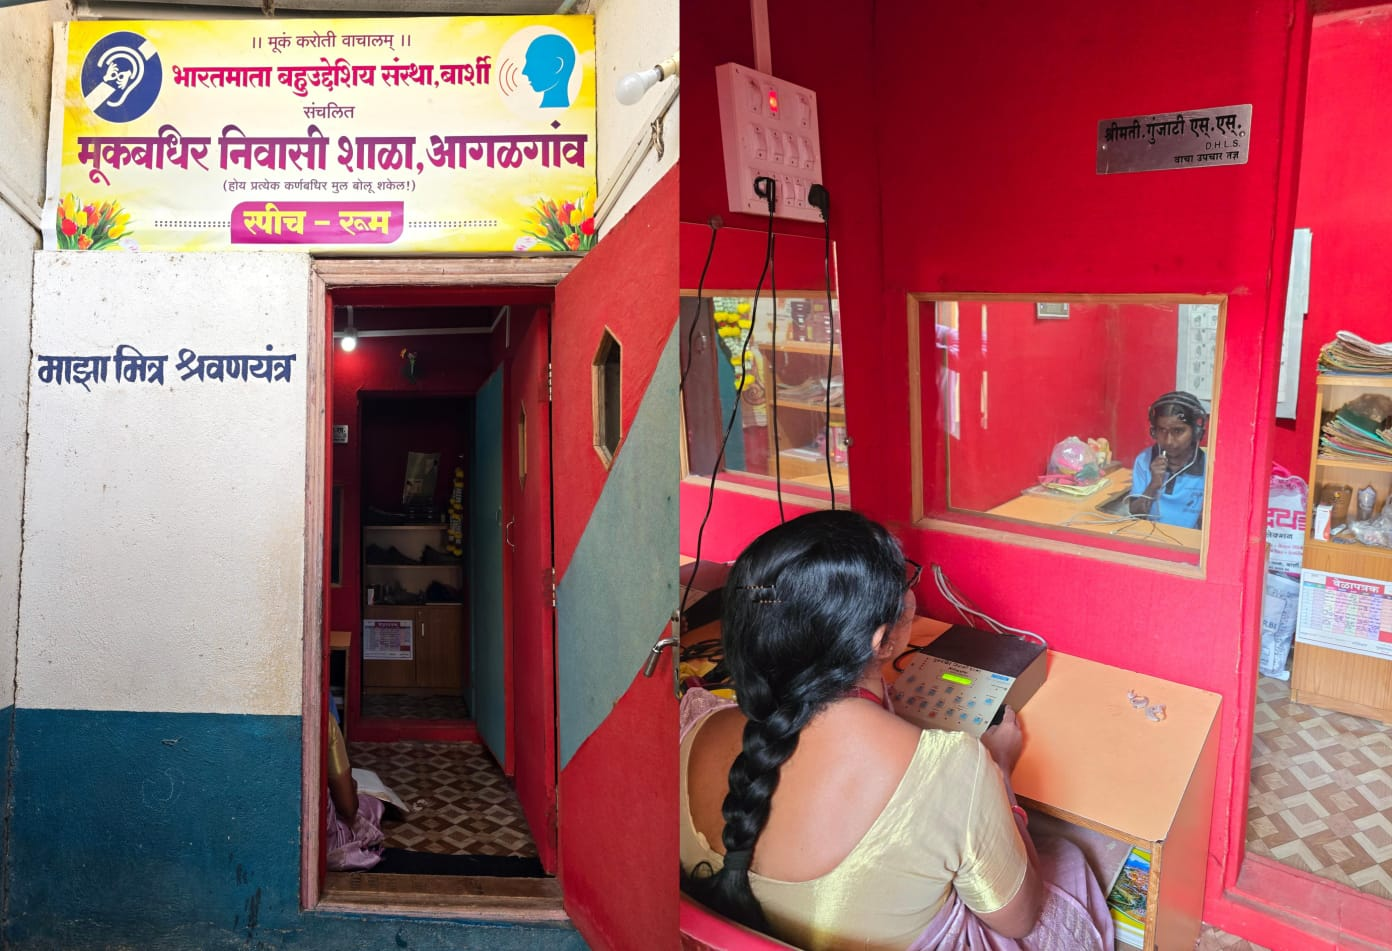 ।। मूकं करोती वाचालम् ।।
भारतमाता बहुउद्देशिय संस्था,बार्शी
संचलित
मूकबधिर निवासी शाळा,आगळगांव
(होय प्रत्येक कर्णबधिर मुल बोलू शकेल!)
स्पीच - रूम
माझा मित्र श्रवणयंत्र
श्रीमती.गुंजाटी एस्.एस्.
D.H.L.S.
वाचा उपचार तज्ञ
वेळापत्रक